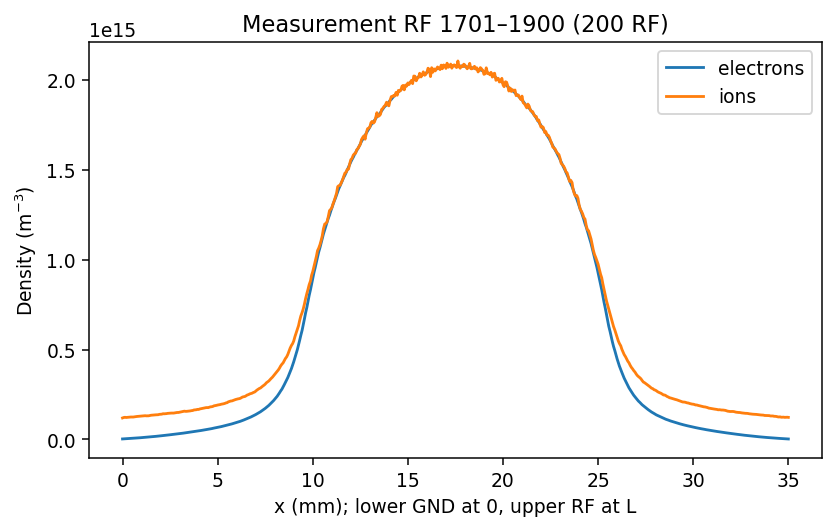 Measurement RF 1701–1900 (200 RF)
1e15
electrons
ions
Density (m⁻³)
2.0
1.5
1.0
0.5
0.0
0 5 10 15 20 25 30 35
x (mm); lower GND at 0, upper RF at L